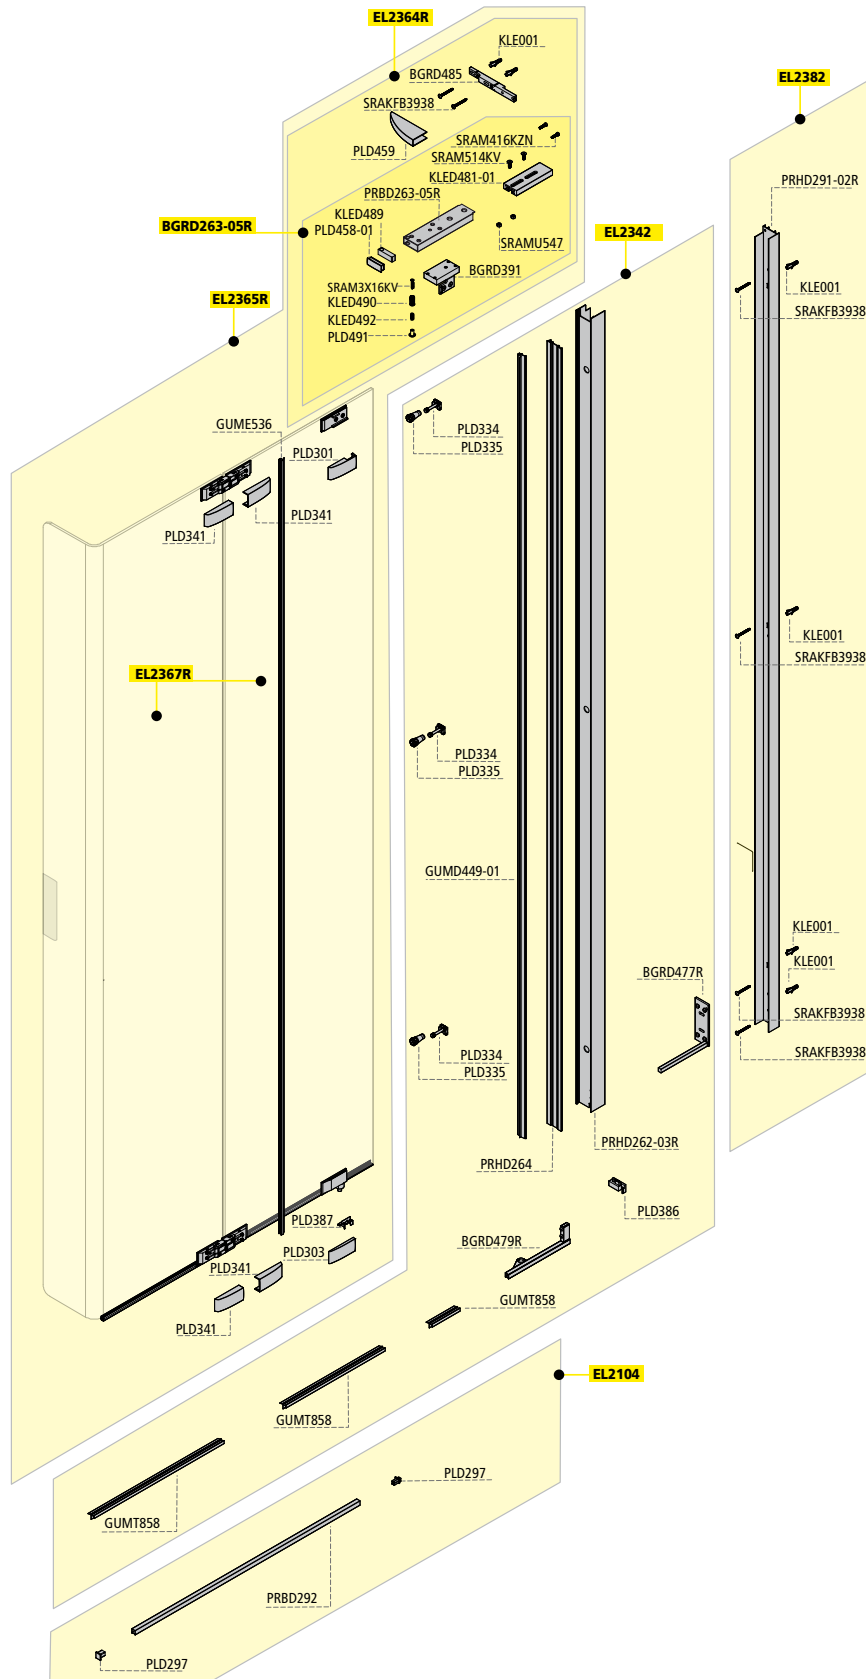 EL2364R
KLE001
BGRD485
SRAKFB3938
PLD459
SRAM416KZN
SRAM514KV
KLED481-01
PRBD263-05R
BGRD263-05R
KLED489
PLD458-01
SRAMU547
BGRD391
SRAM3X16KV
KLED490
KLED492
PLD491
EL2382
PRHD291-02R
KLE001
SRAKFB3938
EL2342
EL2365R
GUME536
PLD301
PLD341
PLD341
PLD334
PLD335
KLE001
SRAKFB3938
EL2367R
PLD334
PLD335
GUMD449-01
KLE001
KLE001
BGRD477R
SRAKFB3938
SRAKFB3938
PLD334
PLD335
PRHD262-03R
PRHD264
PLD386
PLD387
BGRD479R
PLD303
PLD341
PLD341
GUMT858
EL2104
GUMT858
PLD297
GUMT858
PRBD292
PLD297